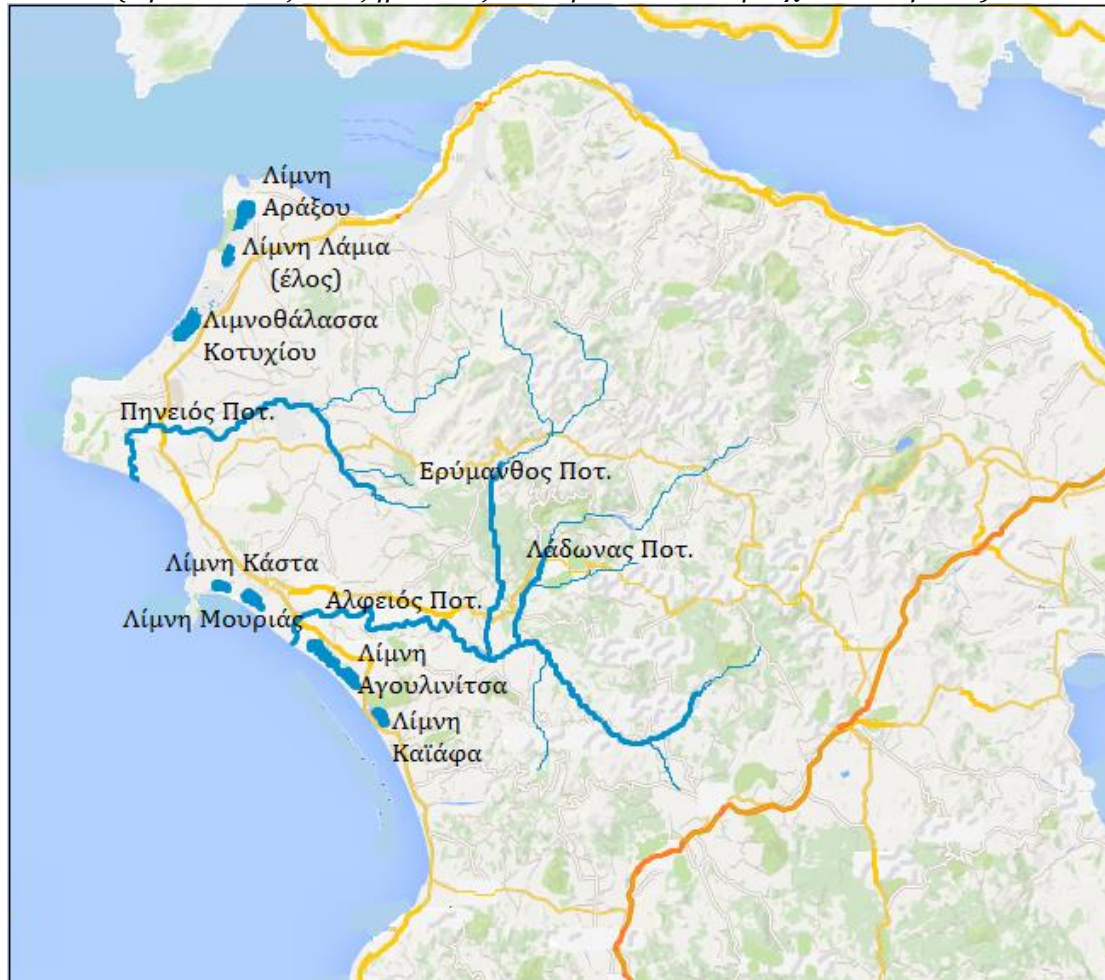 Λίμνη
Αράξου
Λίμνη Λάμια
(έλος)
Λιμνοθάλασσα
Κοτυχίου
Πηνειός Ποτ.
Ερύμανθος Ποτ.
Λάδωνας Ποτ.
Λίμνη Κάστα
Αλφειός Ποτ.
Λίμνη Μουριάς
Λίμνη
Αγουλινίτσα
Λίμνη
Καϊάφα